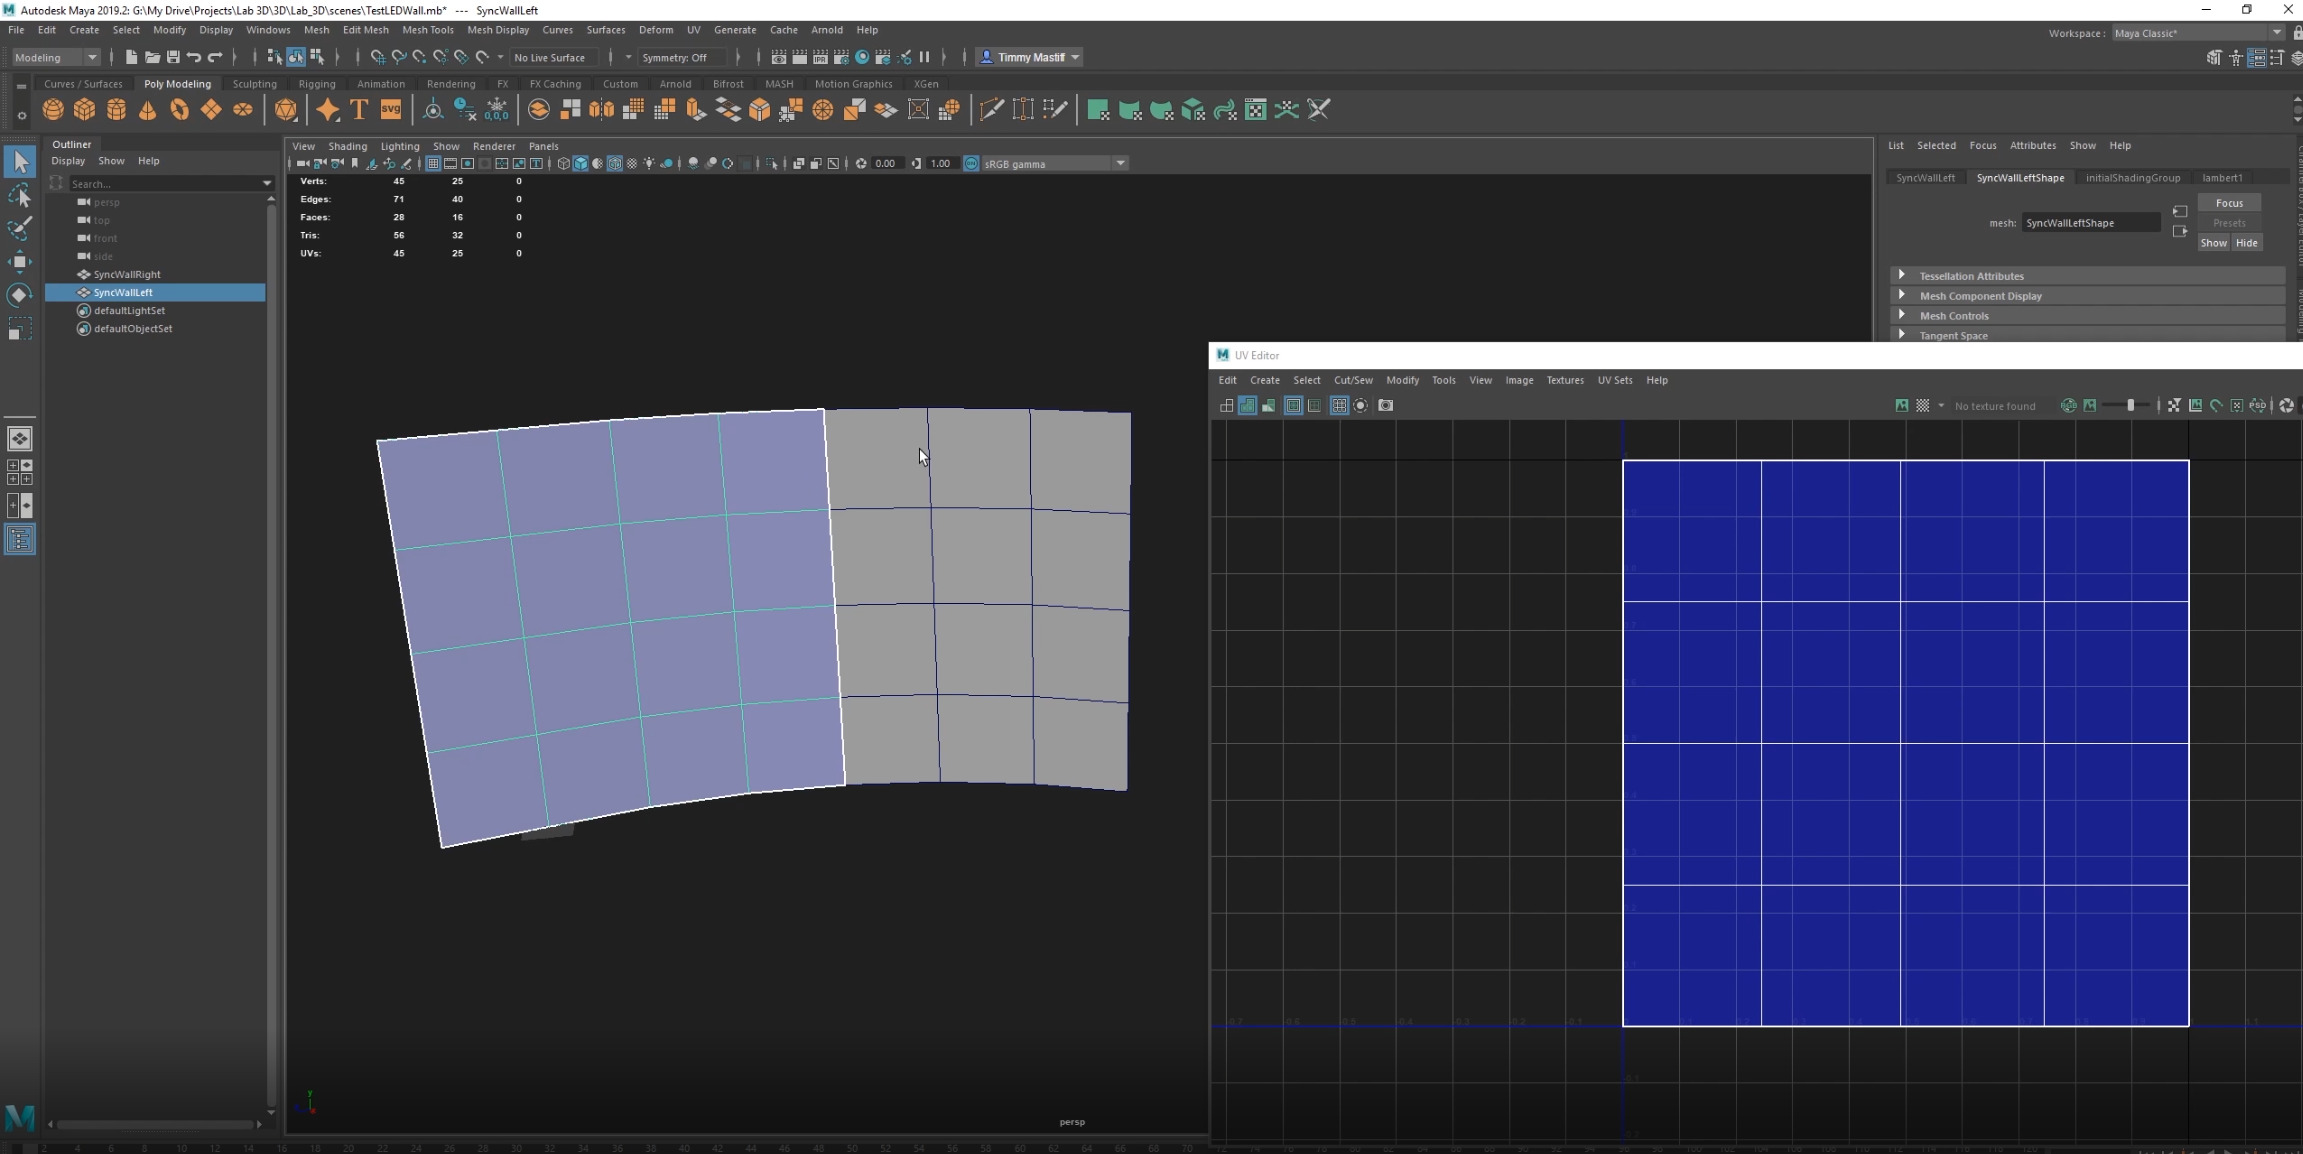 Autodesk Maya 2019.2: G:\My Drive\Projects\Lab 3D\3D\Lab_3D\scenes\TestLEDWall.mb* --- SyncWallLeft
File Edit Create Select Modify Display Windows Mesh Edit Mesh Mesh Tools Mesh Display Curves Surfaces Deform UV Generate Cache Arnold Help
Workspace: Maya Classic*
Modeling No Live Surface Symmetry: Off Timmy Mastiff
Curves / Surfaces Poly Modeling Sculpting Rigging Animation Rendering FX FX Caching Custom Arnold Bifrost MASH Motion Graphics XGen
T svg 0,0,0
Outliner
Display Show Help
Search...
persp
top
front
side
SyncWallRight
SyncWallLeft
defaultLightSet
defaultObjectSet
View Shading Lighting Show Renderer Panels
0.00 1.00 sRGB gamma
Verts: 45 25 0
Edges: 71 40 0
Faces: 28 16 0
Tris: 56 32 0
UVs: 45 25 0
y
persp
List Selected Focus Attributes Show Help
SyncWallLeft SyncWallLeftShape initialShadingGroup lambert1
Focus
mesh: SyncWallLeftShape
Presets
Show Hide
Tessellation Attributes
Mesh Component Display
Mesh Controls
Tangent Space
UV Editor
Edit Create Select Cut/Sew Modify Tools View Image Textures UV Sets Help
No texture found
PSD